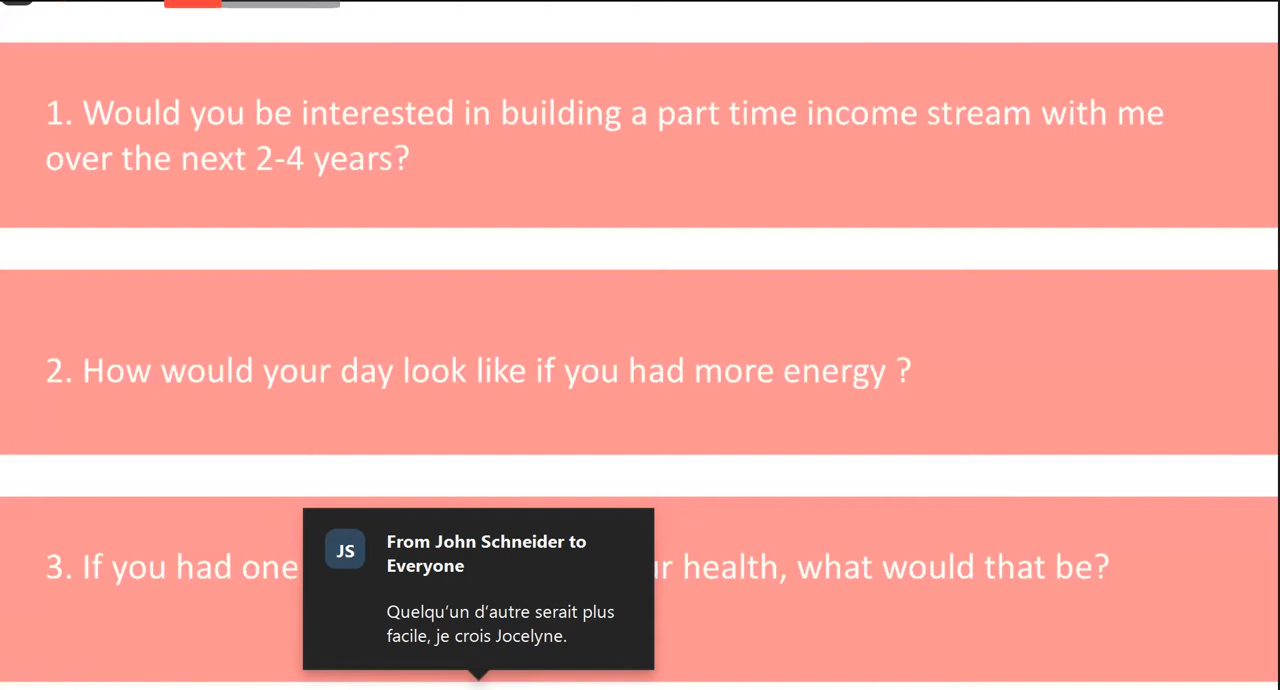 1. Would you be interested in building a part time income stream with me
over the next 2-4 years?
2. How would your day look like if you had more energy ?
3. If you had one
health, what would that be?
JS
From John Schneider to
Everyone
Quelqu’un d’autre serait plus
facile, je crois Jocelyne.